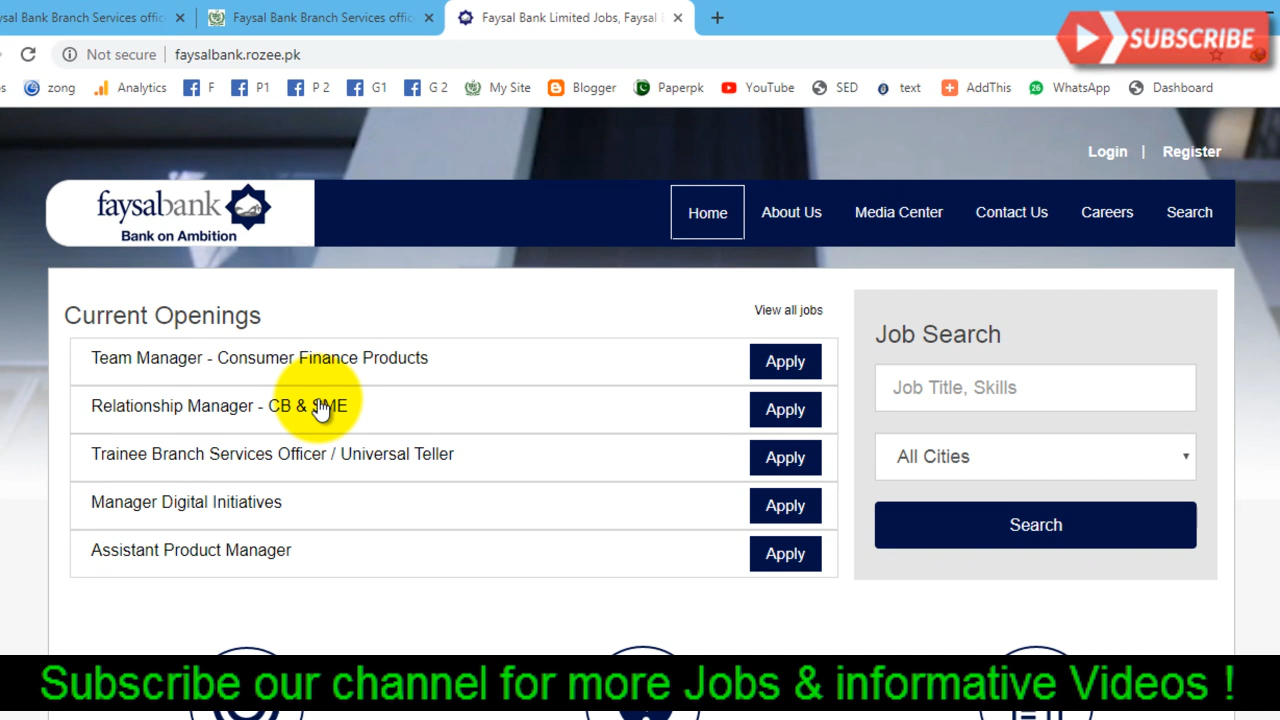 sal Bank Branch Services offic × Faysal Bank Branch Services offic × Faysal Bank Limited Jobs, Faysal × +
SUBSCRIBE
Not secure faysalbank.rozee.pk
zong Analytics F P1 P 2 G1 G 2 My Site Blogger Paperpk YouTube SED text AddThis 26 WhatsApp Dashboard
Login | Register
faysalbank
Bank on Ambition
Home About Us Media Center Contact Us Careers Search
Current Openings
View all jobs
Team Manager - Consumer Finance Products Apply
Relationship Manager - CB & SME Apply
Trainee Branch Services Officer / Universal Teller Apply
Manager Digital Initiatives Apply
Assistant Product Manager Apply
Job Search
Job Title, Skills
All Cities
Search
Subscribe our channel for more Jobs & informative Videos !